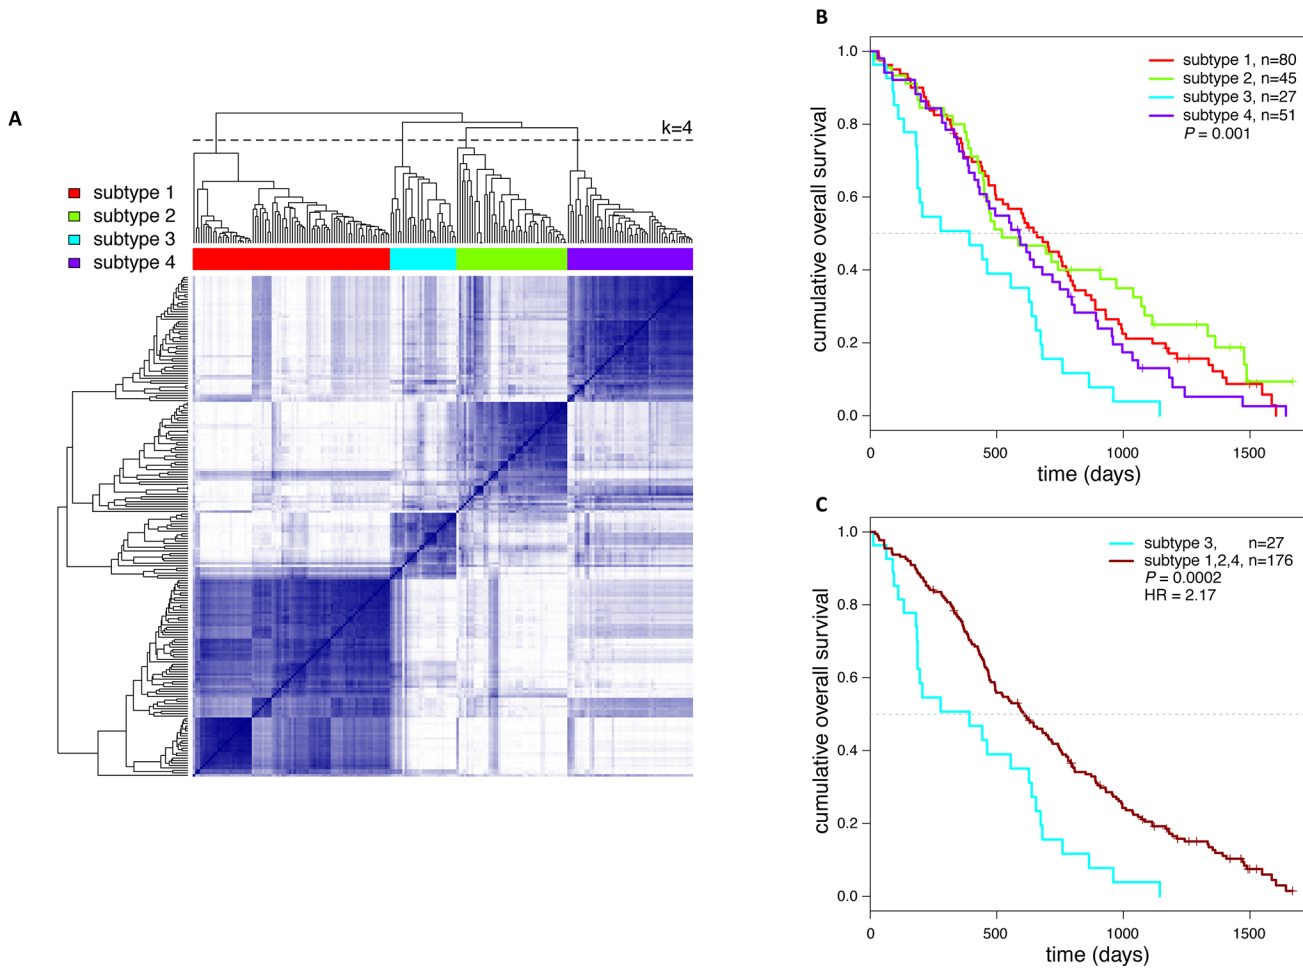 A
k=4
subtype 1
subtype 2
subtype 3
subtype 4
B
1.0
0.8
0.6
0.4
0.2
0.0
cumulative overall survival
subtype 1, n=80
subtype 2, n=45
subtype 3, n=27
subtype 4, n=51
P = 0.001
0
500
1000
1500
time (days)
C
1.0
0.8
0.6
0.4
0.2
0.0
cumulative overall survival
subtype 3, n=27
subtype 1,2,4, n=176
P = 0.0002
HR = 2.17
0
500
1000
1500
time (days)